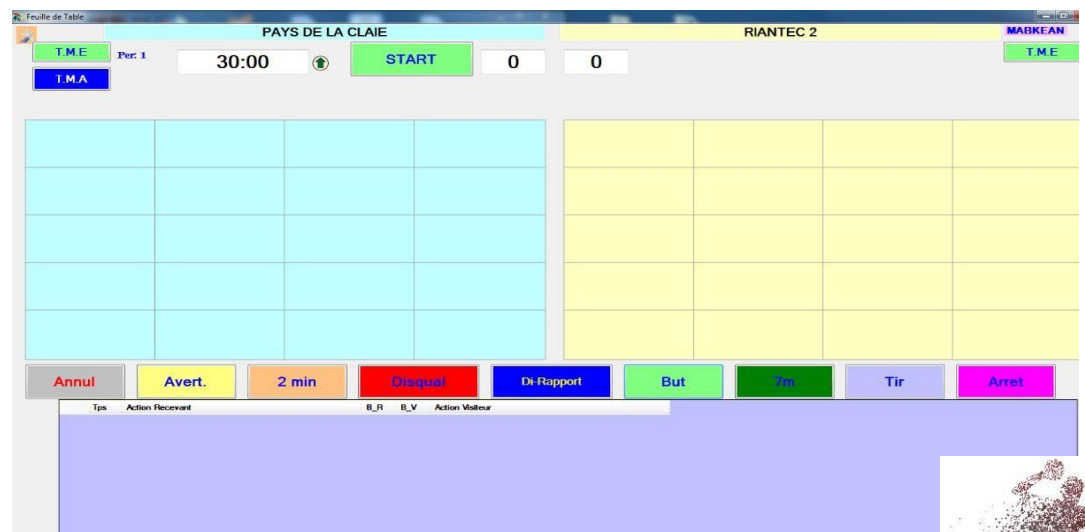 Feuille de Table
PAYS DE LA CLAIE RIANTEC 2 MABKEAN
T.M.E Per: 1 30:00 START 0 0 T.M.E
T.M.A
Annul Avert. 2 min Disqual Di-Rapport But 7m Tir Arret
Tps Action Recevant B_R B_V Action Visiteur